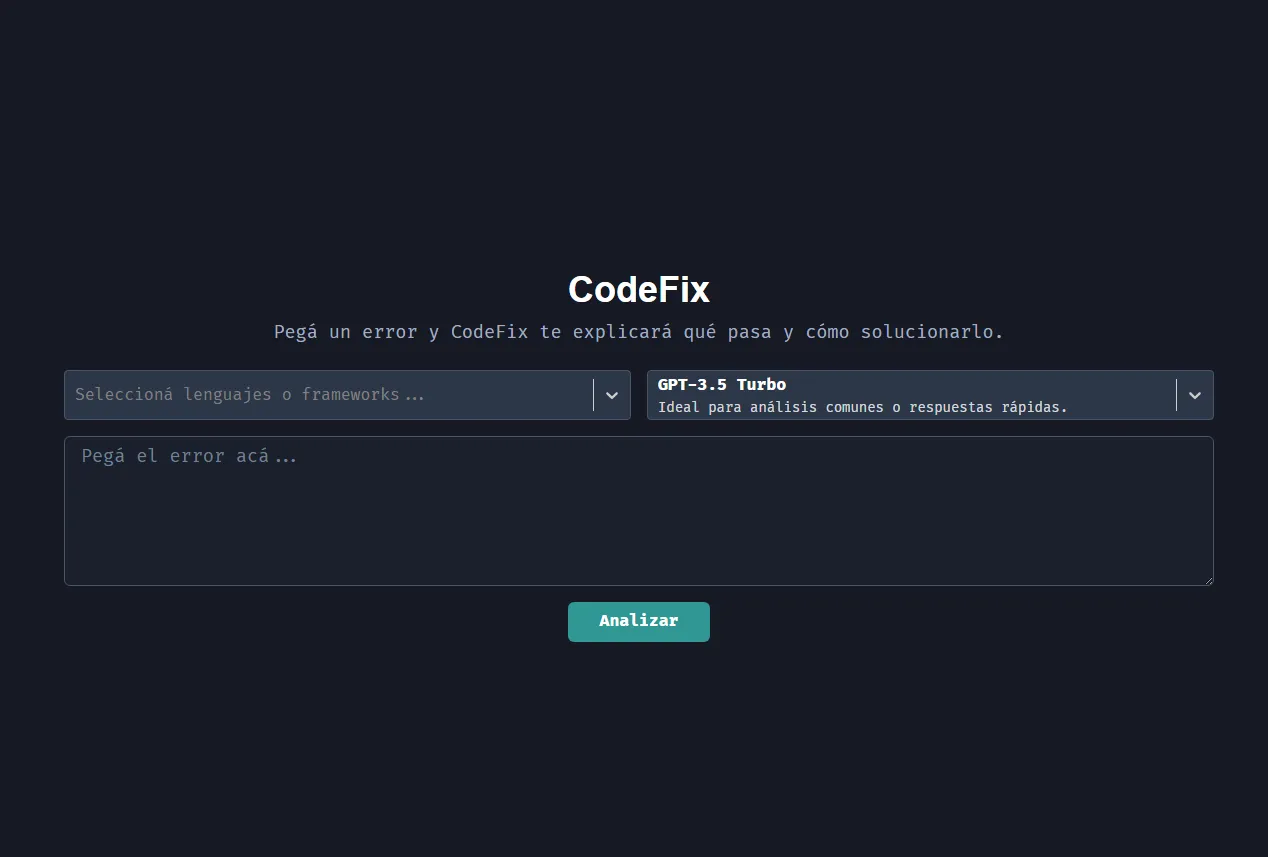 CodeFix
Pegá un error y CodeFix te explicará qué pasa y cómo solucionarlo.
Seleccioná lenguajes o frameworks...
GPT-3.5 Turbo
Ideal para análisis comunes o respuestas rápidas.
Pegá el error acá...
Analizar